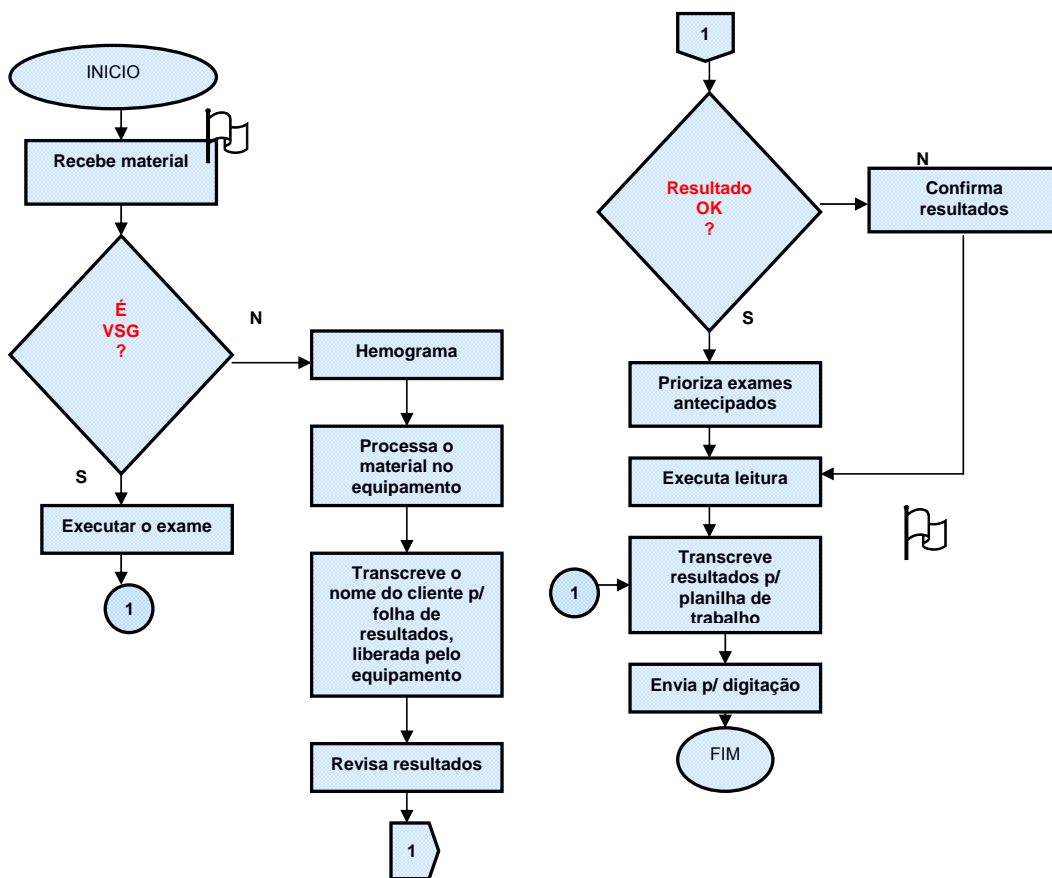 INICIO
Recebe material
É
VSG
?
N
S
Executar o exame
1
Hemograma
Processa o
material no
equipamento
Transcreve o
nome do cliente p/
folha de
resultados,
liberada pelo
equipamento
Revisa resultados
1
1
Resultado
OK
?
N
Confirma
resultados
S
Prioriza exames
antecipados
Executa leitura
1
Transcreve
resultados p/
planilha de
trabalho
Envia p/ digitação
FIM